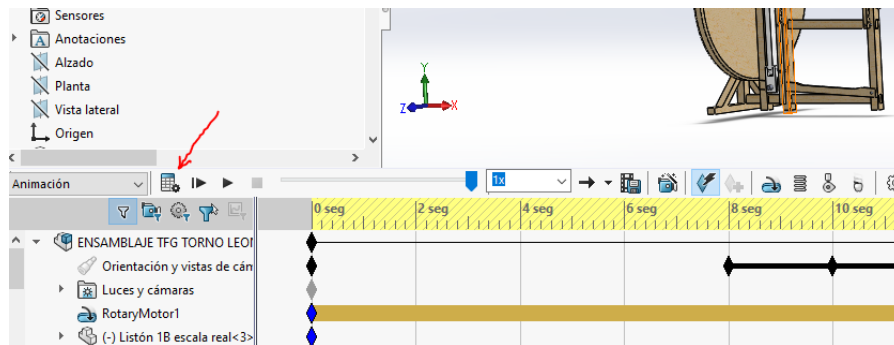 Sensores
Anotaciones
Alzado
Planta
Vista lateral
Origen
Y
Z X
Animación 1x
0 seg 2 seg 4 seg 6 seg 8 seg 10 seg
ENSAMBLAJE TFG TORNO LEO
Orientación y vistas de cám
Luces y cámaras
RotaryMotor1
(-) Listón 1B escala real<3>